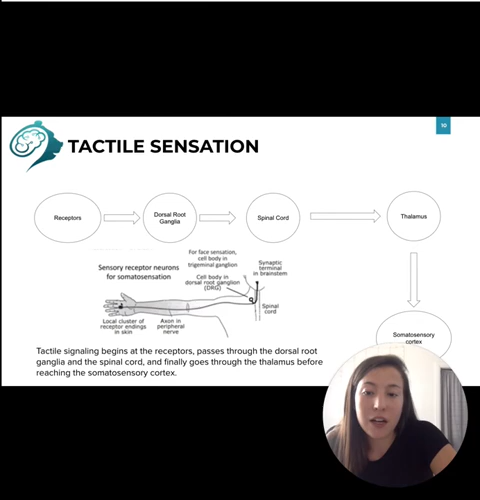 10
TACTILE SENSATION
Receptors
Dorsal Root
Ganglia
Spinal Cord
Thalamus
For face sensation,
cell body in
trigeminal ganglion
Sensory receptor neurons
for somatosensation
Cell body in
dorsal root ganglion
(DRG)
Synaptic
terminal
in brainstem
Spinal
cord
Local cluster of
receptor endings
in skin
Axon in
peripheral
nerve
Somatosensory
cortex
Tactile signaling begins at the receptors, passes through the dorsal root
ganglia and the spinal cord, and finally goes through the thalamus before
reaching the somatosensory cortex.